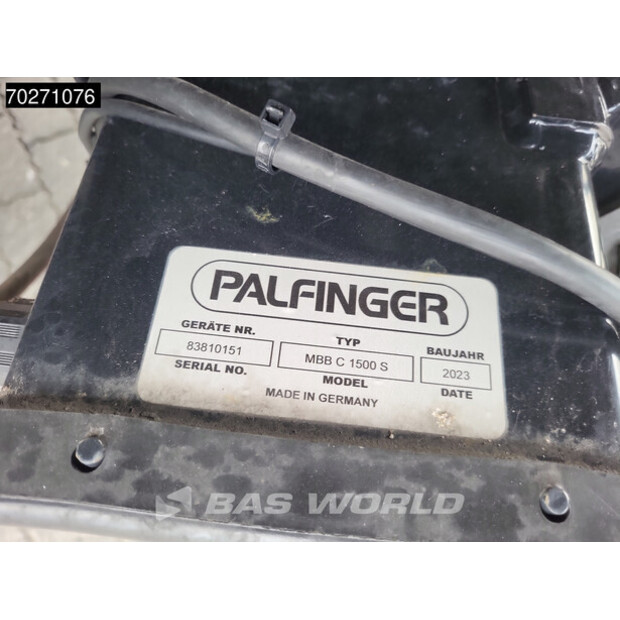 70271076
PALFINGER
GERÄTE NR. TYP BAUJAHR
83810151 MBB C 1500 S 2023
SERIAL NO. MODEL DATE
MADE IN GERMANY
BAS WORLD